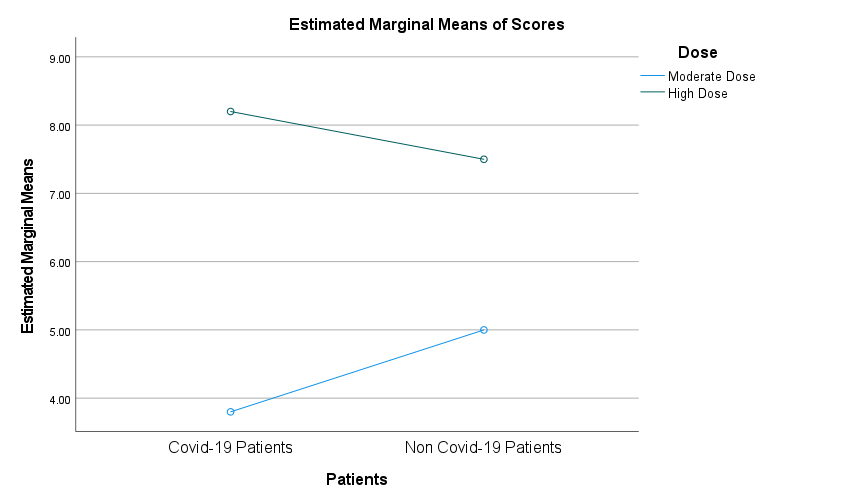 Estimated Marginal Means of Scores
Dose
Moderate Dose
High Dose
Estimated Marginal Means
9.00
8.00
7.00
6.00
5.00
4.00
Covid-19 Patients
Non Covid-19 Patients
Patients